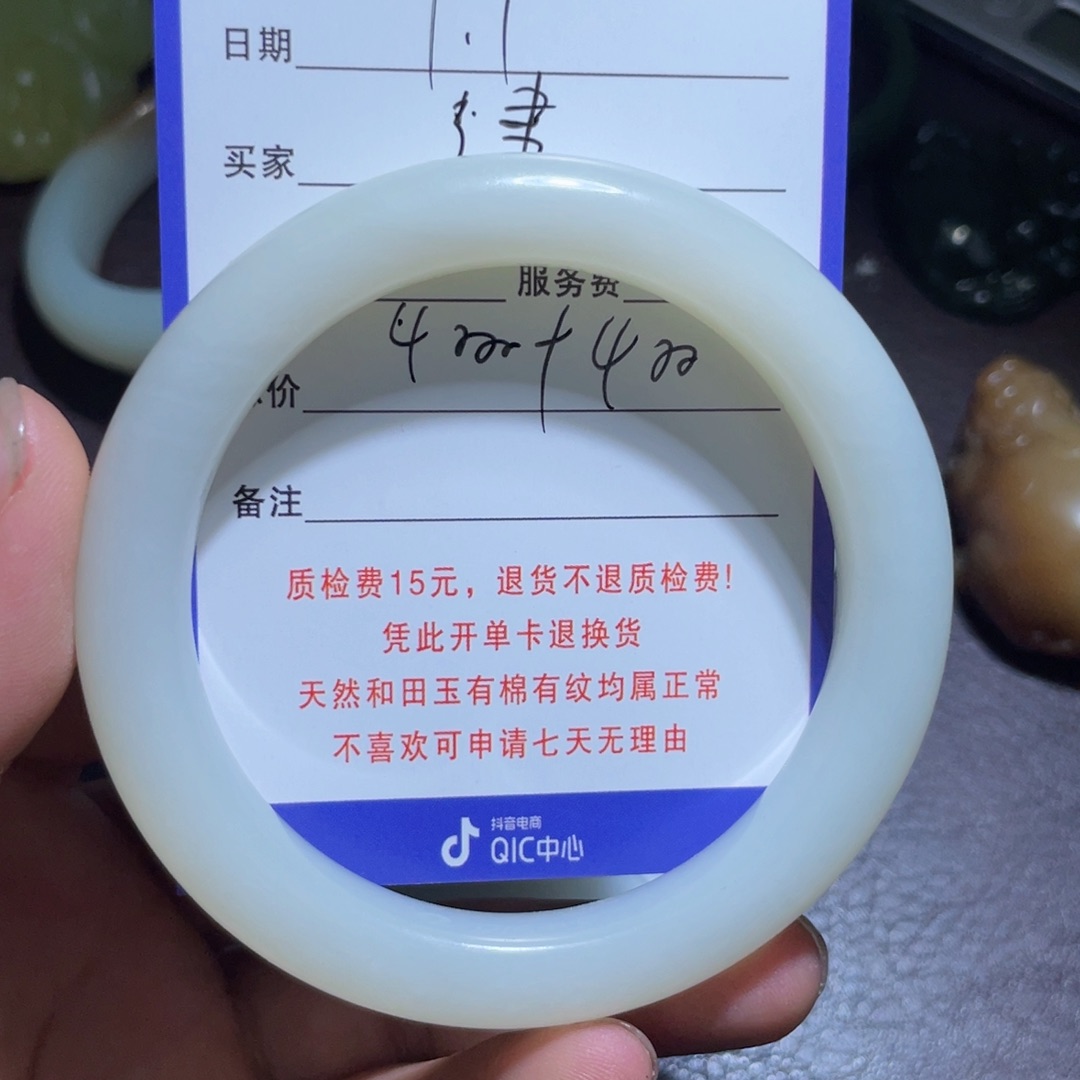 日期
买家
服务费
价
备注
质检费15元，退货不退质检费!
凭此开单卡退换货
天然和田玉有棉有纹均属正常
不喜欢可申请七天无理由
抖音电商
QIC中心